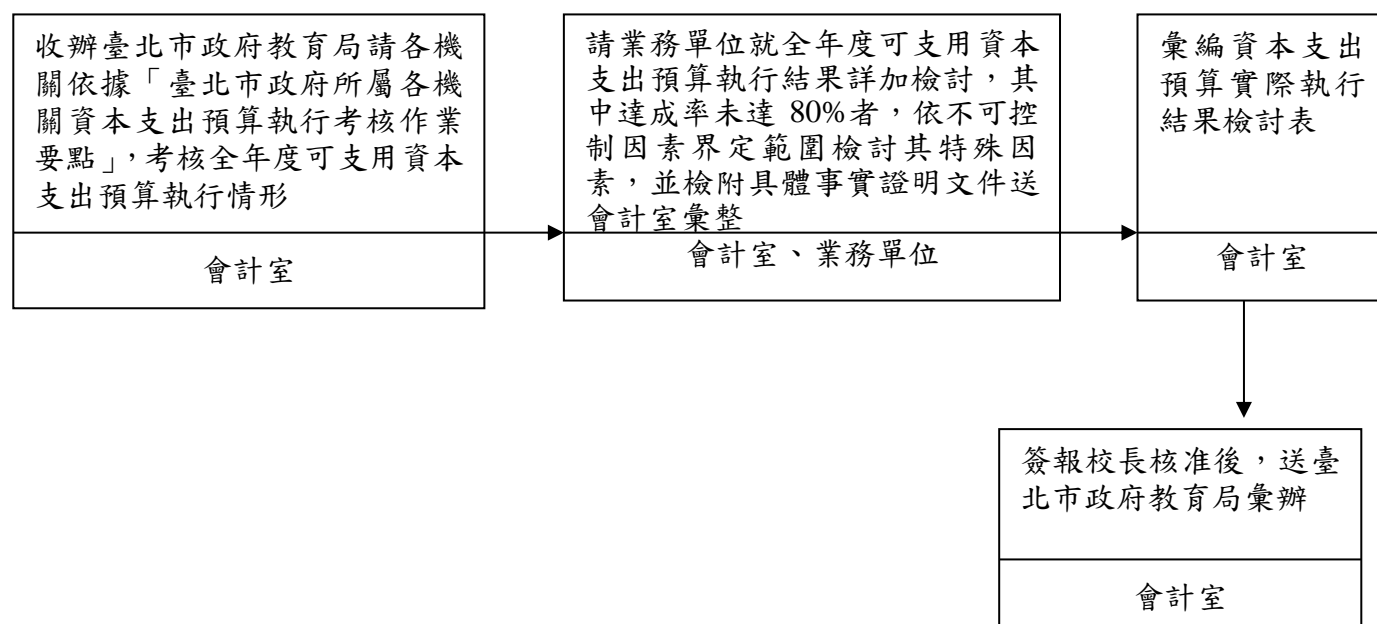 收辦臺北市政府教育局請各機
關依據「臺北市政府所屬各機
關資本支出預算執行考核作業
要點」，考核全年度可支用資本
支出預算執行情形
會計室
請業務單位就全年度可支用資本
支出預算執行結果詳加檢討，其
中達成率未達 80%者，依不可控
制因素界定範圍檢討其特殊因
素，並檢附具體事實證明文件送
會計室彙整
會計室、業務單位
彙編資本支出
預算實際執行
結果檢討表
會計室
簽報校長核准後，送臺
北市政府教育局彙辦
會計室